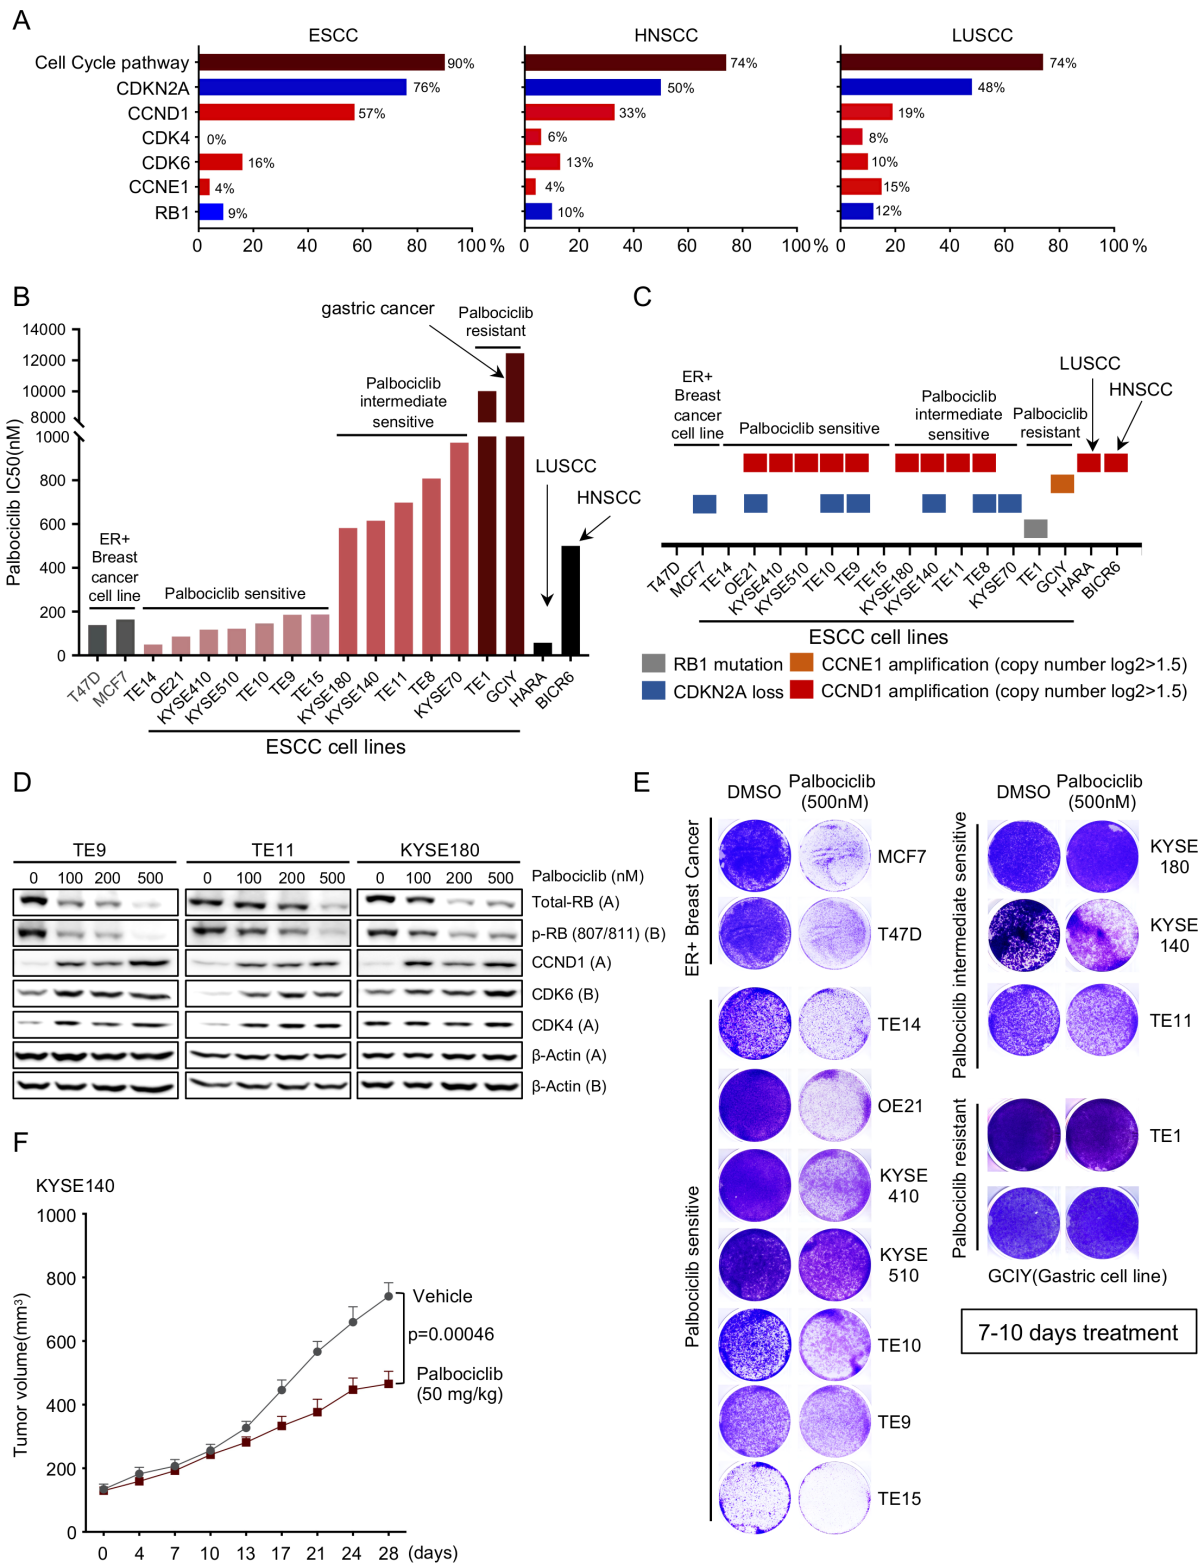 A
ESCC
HNSCC
LUSCC
Cell Cycle pathway
90%
74%
74%
CDKN2A
76%
50%
48%
CCND1
57%
33%
19%
CDK4
0%
6%
8%
CDK6
16%
13%
10%
CCNE1
4%
4%
15%
RB1
9%
10%
12%
0 20 40 60 80 100 %
0 20 40 60 80 100 %
0 20 40 60 80 100 %
B
gastric cancer
Palbociclib
resistant
Palbociclib
intermediate
sensitive
LUSCC
HNSCC
ER+
Breast
cancer
cell line
Palbociclib sensitive
Palbociclib IC50(nM)
14000
12000
10000
8000
1000
800
600
400
200
0
T47D
MCF7
TE14
OE21
KYSE410
KYSE510
TE10
TE9
TE15
KYSE180
KYSE140
TE11
TE8
KYSE70
TE1
GCIY
HARA
BICR6
ESCC cell lines
C
LUSCC
HNSCC
ER+
Breast
cancer
cell line
Palbociclib sensitive
Palbociclib
intermediate
sensitive
Palbociclib
resistant
T47D
MCF7
TE14
OE21
KYSE410
KYSE510
TE10
TE9
TE15
KYSE180
KYSE140
TE11
TE8
KYSE70
TE1
GCIY
HARA
BICR6
ESCC cell lines
RB1 mutation
CCNE1 amplification (copy number log2>1.5)
CDKN2A loss
CCND1 amplification (copy number log2>1.5)
D
TE9
TE11
KYSE180
0 100 200 500
0 100 200 500
0 100 200 500
Palbociclib (nM)
Total-RB (A)
p-RB (807/811) (B)
CCND1 (A)
CDK6 (B)
CDK4 (A)
β-Actin (A)
β-Actin (B)
E
DMSO
Palbociclib
(500nM)
ER+ Breast Cancer
MCF7
T47D
Palbociclib sensitive
TE14
OE21
KYSE
410
KYSE
510
TE10
TE9
TE15
DMSO
Palbociclib
(500nM)
Palbociclib intermediate sensitive
KYSE
180
KYSE
140
TE11
Palbociclib resistant
TE1
GCIY(Gastric cell line)
7-10 days treatment
F
KYSE140
Tumor volume(mm³)
1000
800
600
400
200
0
Vehicle
p=0.00046
Palbociclib
(50 mg/kg)
0 4 7 10 13 17 21 24 28 (days)